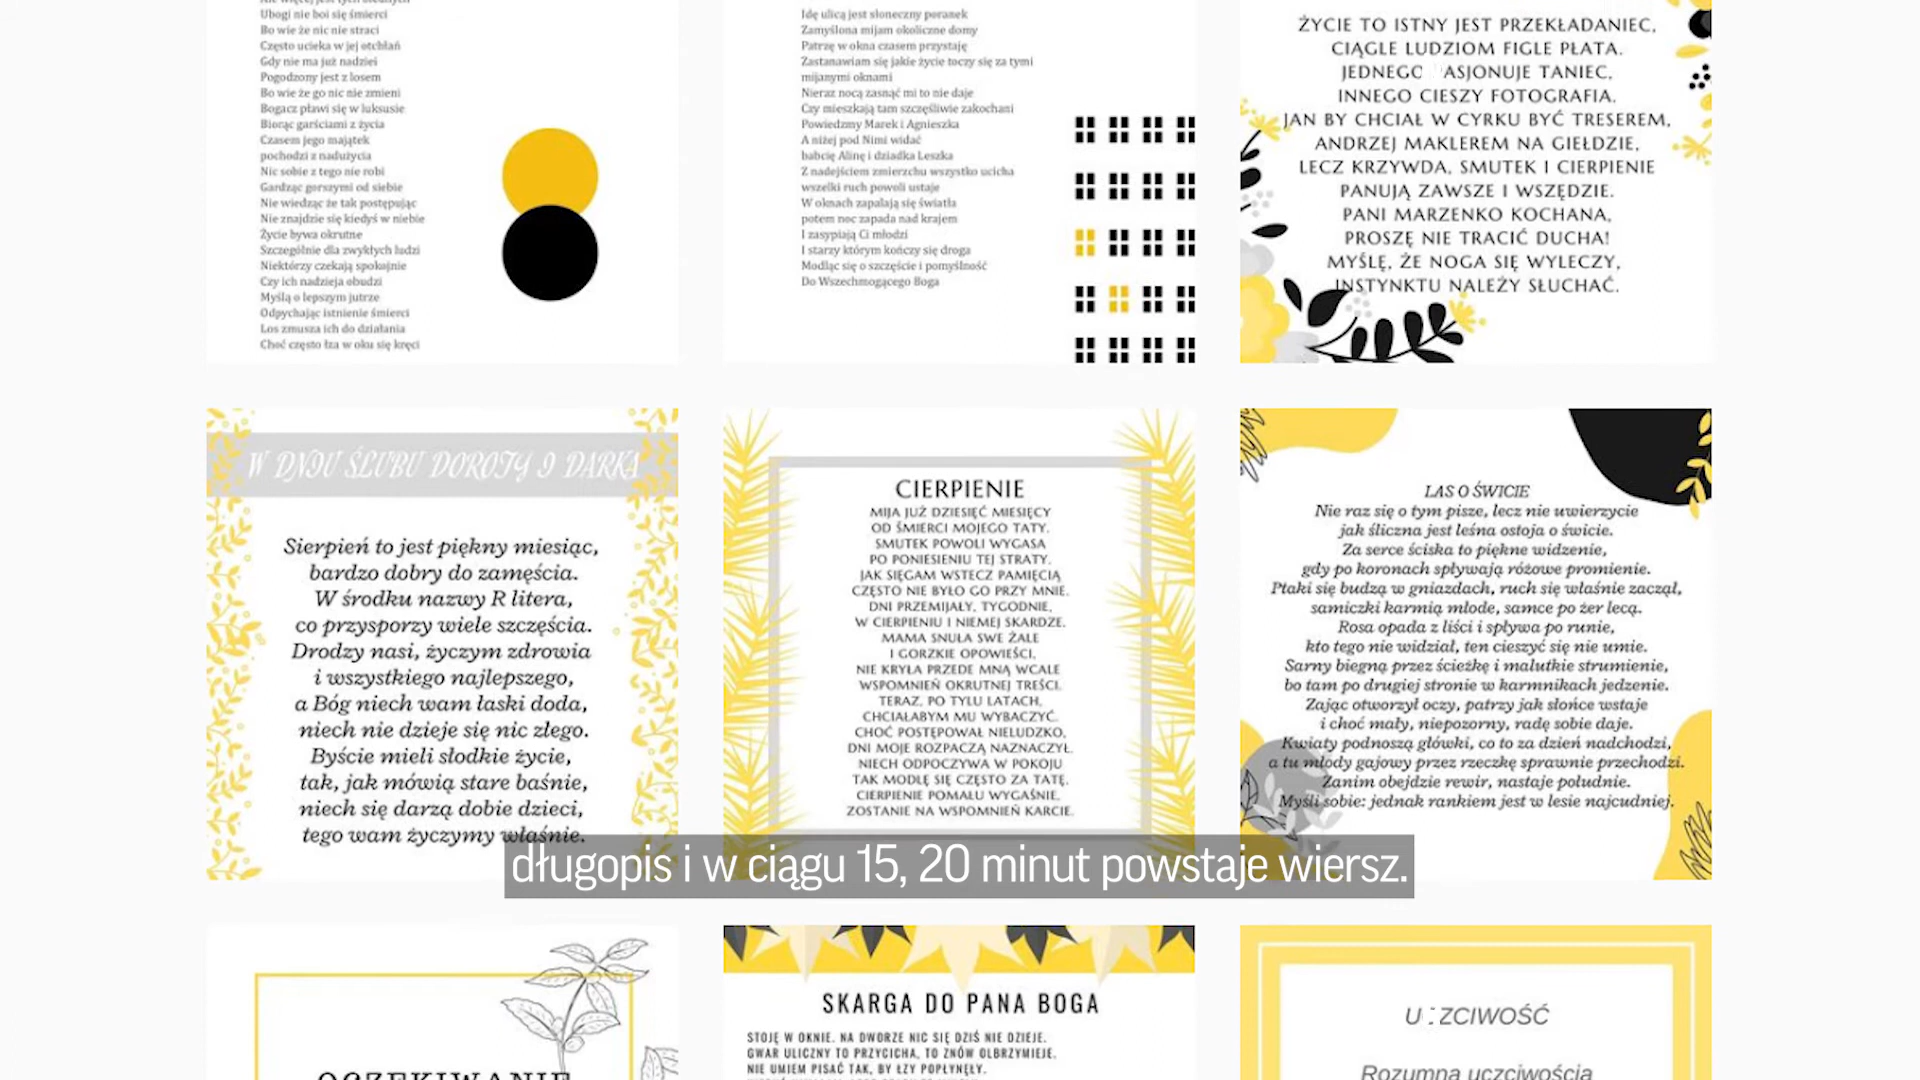 Ubogi nie boi się śmierci
Bo wie że nic nie straci
Często ucieka w jej otchłań
Gdy nie ma już nadziei
Pogodzony jest z losem
Bo wie że go nic nie zmieni
Bogacz pławi się w luksusie
Biorąc garściami z życia
Czasem jego majątek
pochodzi z nadużycia
Nic sobie z tego nie robi
Gardząc gorszymi od siebie
Nie wiedząc że tak postępując
Nie znajdzie się kiedyś w niebie
Życie bywa okrutne
Szczególnie dla zwykłych ludzi
Niektórzy czekają spokojnie
Czy ich nadzieja obudzi
Myślą o lepszym jutrze
Odpychając istnienie śmierci
Los zmusza ich do działania
Choć często łza w oku się kręci
Idę ulicą jest słoneczny poranek
Zamyślona mijam okoliczne domy
Patrzę w okna czasem przystaję
Zastanawiam się jakie życie toczy się za tymi
mijanymi oknami
Nieraz nocą zasnąć mi to nie daje
Czy mieszkają tam szczęśliwie zakochani
Powiedzmy Marek i Agnieszka
A niżej pod Nimi widać
babcię Alinę i dziadka Leszka
Z nadejściem zmierzchu wszystko ucicha
wszelki ruch powoli ustaje
W oknach zapalają się światła
potem noc zapada nad krajem
I zasypiają Ci młodzi
I starzy którym kończy się droga
Modląc się o szczęście i pomyślność
Do Wszechmogącego Boga
ŻYCIE TO ISTNY JEST PRZEKŁADANIEC,
CIĄGLE LUDZIOM FIGLE PŁATA.
JEDNEGO ASJONUJE TANIEC,
INNEGO CIESZY FOTOGRAFIA.
JAN BY CHCIAŁ W CYRKU BYĆ TRESEREM,
ANDRZEJ MAKLEREM NA GIEŁDZIE,
LECZ KRZYWDA, SMUTEK I CIERPIENIE
PANUJĄ ZAWSZE I WSZĘDZIE.
PANI MARZENKO KOCHANA,
PROSZĘ NIE TRACIĆ DUCHA!
MYŚLĘ, ŻE NOGA SIĘ WYLECZY,
INSTYNKTU NALEŻY SŁUCHAĆ.
W DNIU ŚLUBU DOROTY I DARKA
Sierpień to jest piękny miesiąc,
bardzo dobry do zamęścia.
W środku nazwy R litera,
co przysporzy wiele szczęścia.
Drodzy nasi, życzym zdrowia
i wszystkiego najlepszego,
a Bóg niech wam łaski doda,
niech nie dzieje się nic złego.
Byście mieli słodkie życie,
tak, jak mówią stare baśnie,
niech się darzą dobie dzieci,
tego wam życzymy właśnie.
CIERPIENIE
MIJA JUŻ DZIESIĘĆ MIESIĘCY
OD ŚMIERCI MOJEGO TATY.
SMUTEK POWOLI WYGASA
PO PONIESIENIU TEJ STRATY.
JAK SIĘGAM WSTECZ PAMIĘCIĄ
CZĘSTO NIE BYŁO GO PRZY MNIE.
DNI PRZEMIJAŁY, TYGODNIE,
W CIERPIENIU I NIEMEJ SKARDZE.
MAMA SNUŁA SWE ŻALE
I GORZKIE OPOWIEŚCI,
NIE KRYŁA PRZEDE MNĄ WCALE
WSPOMNIEŃ OKRUTNEJ TREŚCI.
TERAZ, PO TYLU LATACH,
CHCIAŁABYM MU WYBACZYĆ.
CHOĆ POSTĘPOWAŁ NIELUDZKO,
DNI MOJE ROZPACZĄ NAZNACZYŁ.
NIECH ODPOCZYWA W POKOJU
TAK MODLĘ SIĘ CZĘSTO ZA TATĘ.
CIERPIENIE POMAŁU WYGAŚNIE,
ZOSTANIE NA WSPOMNIEŃ KARCIE.
LAS O ŚWICIE
Nie raz się o tym pisze, lecz nie uwierzycie
jak śliczna jest leśna ostoja o świcie.
Za serce ściska to piękne widzenie,
gdy po koronach spływają różowe promienie.
Ptaki się budzą w gniazdach, ruch się właśnie zaczął,
samiczki karmią młode, samce po żer lecą.
Rosa opada z liści i spływa po runie,
kto tego nie widział, ten cieszyć się nie umie.
Sarny biegną przez ścieżkę i malutkie strumienie,
bo tam po drugiej stronie w karmnikach jedzenie.
Zając otworzył oczy, patrzy jak słońce wstaje
i choć mały, niepozorny, radę sobie daje.
Kwiaty podnoszą główki, co to za dzień nadchodzi,
a tu młody gajowy przez rzeczkę sprawnie przechodzi.
Zanim obejdzie rewir, nastaje południe.
Myśli sobie: jednak rankiem jest w lesie najcudniej.
długopis i w ciągu 15, 20 minut powstaje wiersz.
OCZEKIWANIE
SKARGA DO PANA BOGA
STOJĘ W OKNIE. NA DWORZE NIC SIĘ DZIŚ NIE DZIEJE.
GWAR ULICZNY TO PRZYCICHA, TO ZNÓW OLBRZYMIEJE.
NIE UMIEM PISAĆ TAK, BY ŁZY POPŁYNĘŁY.
UCZCIWOŚĆ
Rozumna uczciwością